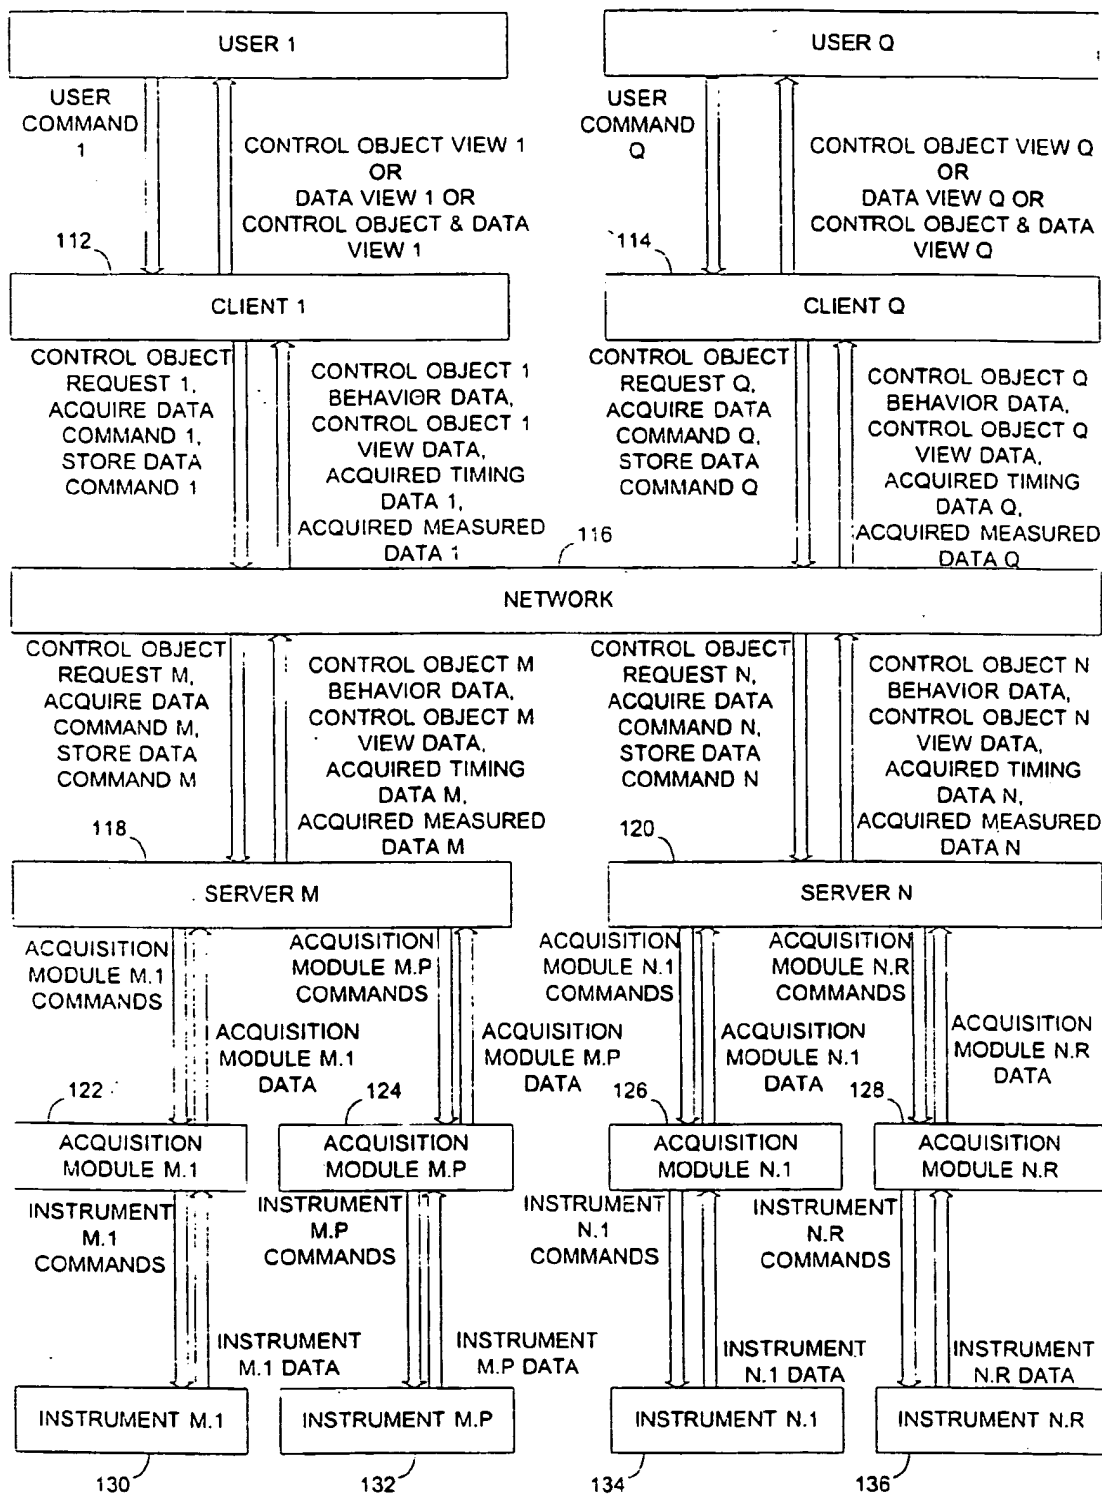 USER 1
USER Q
USER
COMMAND
1
CONTROL OBJECT VIEW 1
OR
DATA VIEW 1 OR
CONTROL OBJECT & DATA
VIEW 1
USER
COMMAND
Q
CONTROL OBJECT VIEW Q
OR
DATA VIEW Q OR
CONTROL OBJECT & DATA
VIEW Q
112
114
CLIENT 1
CLIENT Q
CONTROL OBJECT
REQUEST 1,
ACQUIRE DATA
COMMAND 1,
STORE DATA
COMMAND 1
CONTROL OBJECT 1
BEHAVIOR DATA,
CONTROL OBJECT 1
VIEW DATA,
ACQUIRED TIMING
DATA 1,
ACQUIRED MEASURED
DATA 1
CONTROL OBJECT
REQUEST Q,
ACQUIRE DATA
COMMAND Q,
STORE DATA
COMMAND Q
CONTROL OBJECT Q
BEHAVIOR DATA,
CONTROL OBJECT Q
VIEW DATA,
ACQUIRED TIMING
DATA Q,
ACQUIRED MEASURED
DATA Q
116
NETWORK
CONTROL OBJECT
REQUEST M,
ACQUIRE DATA
COMMAND M,
STORE DATA
COMMAND M
CONTROL OBJECT M
BEHAVIOR DATA,
CONTROL OBJECT M
VIEW DATA,
ACQUIRED TIMING
DATA M,
ACQUIRED MEASURED
DATA M
CONTROL OBJECT
REQUEST N,
ACQUIRE DATA
COMMAND N,
STORE DATA
COMMAND N
CONTROL OBJECT N
BEHAVIOR DATA,
CONTROL OBJECT N
VIEW DATA,
ACQUIRED TIMING
DATA N,
ACQUIRED MEASURED
DATA N
118
120
SERVER M
SERVER N
ACQUISITION
MODULE M.1
COMMANDS
ACQUISITION
MODULE M.P
COMMANDS
ACQUISITION
MODULE N.1
COMMANDS
ACQUISITION
MODULE N.R
COMMANDS
ACQUISITION
MODULE M.1
DATA
ACQUISITION
MODULE M.P
DATA
ACQUISITION
MODULE N.1
DATA
ACQUISITION
MODULE N.R
DATA
122
124
126
128
ACQUISITION
MODULE M.1
ACQUISITION
MODULE M.P
ACQUISITION
MODULE N.1
ACQUISITION
MODULE N.R
INSTRUMENT
M.1
COMMANDS
INSTRUMENT
M.P
COMMANDS
INSTRUMENT
N.1
COMMANDS
INSTRUMENT
N.R
COMMANDS
INSTRUMENT
M.1 DATA
INSTRUMENT
M.P DATA
INSTRUMENT
N.1 DATA
INSTRUMENT
N.R DATA
INSTRUMENT M.1
INSTRUMENT M.P
INSTRUMENT N.1
INSTRUMENT N.R
130
132
134
136